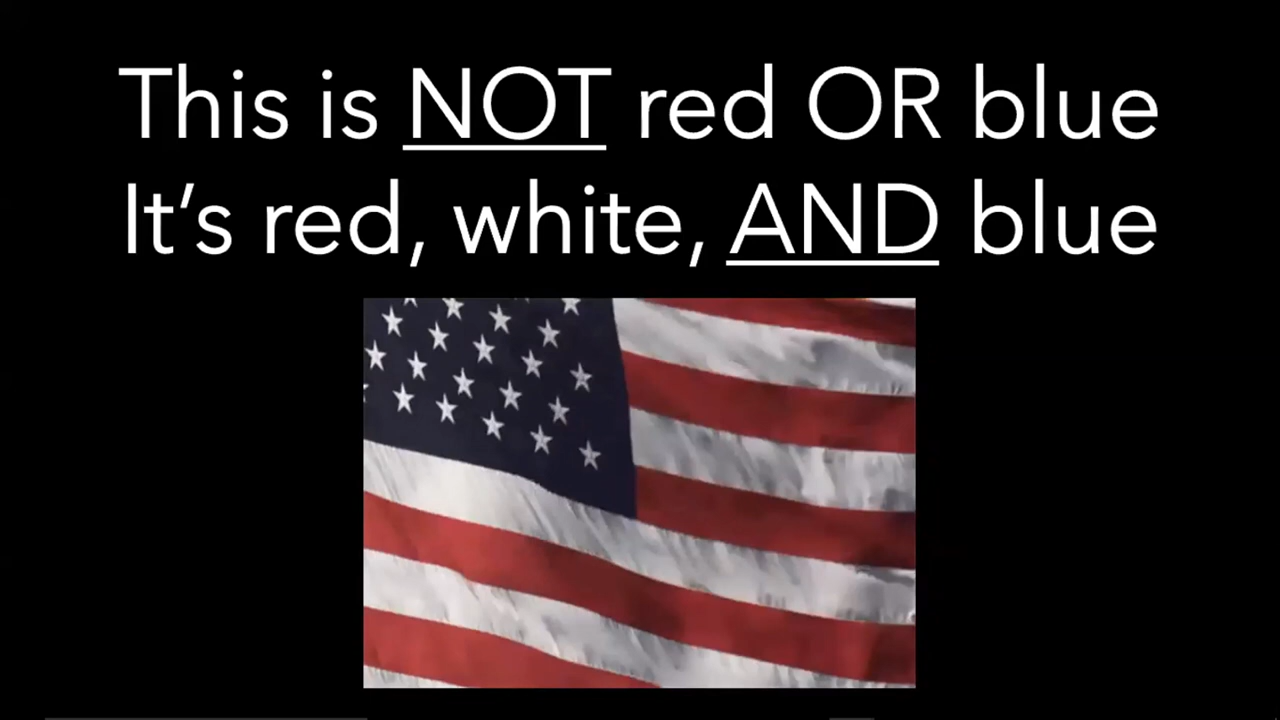 This is NOT red OR blue
It’s red, white, AND blue